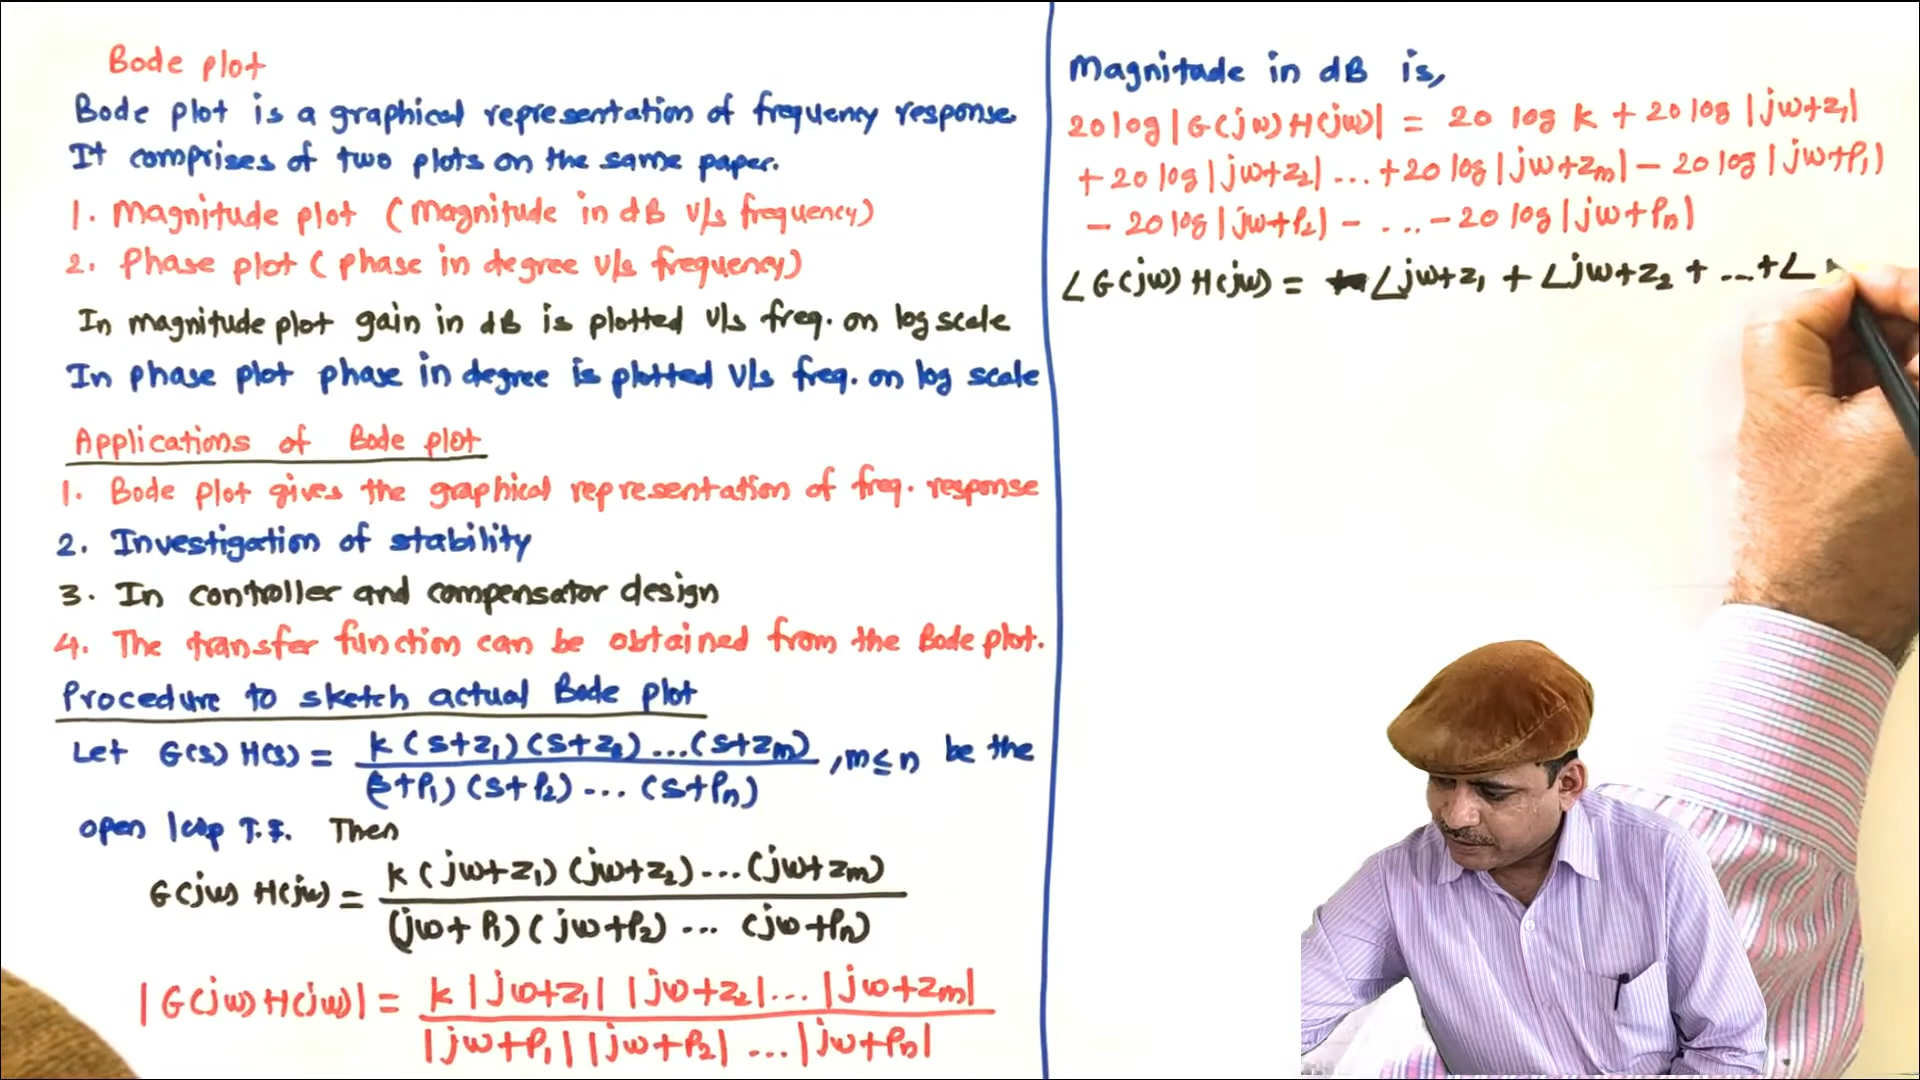 Bode plot
Bode plot is a graphical representation of frequency response.
It comprises of two plots on the same paper.
1. Magnitude plot (Magnitude in dB v/s frequency)
2. Phase plot (Phase in degree v/s frequency)
In magnitude plot gain in dB is plotted v/s freq. on log scale
In phase plot phase in degree is plotted v/s freq. on log scale
Applications of Bode plot
1. Bode plot gives the graphical representation of freq. response
2. Investigation of stability
3. In controller and compensator design
4. The transfer function can be obtained from the Bode plot.
Procedure to sketch actual Bode plot
Let G(s) H(s) = K(s+z₁)(s+z₂)...(s+zm) / (s+P₁)(s+P₂)...(s+Pn) , m≤n be the
open loop T.F. Then
G(jω) H(jω) = K(jω+z₁)(jω+z₂)...(jω+zm) / (jω+P₁)(jω+P₂)...(jω+Pn)
|G(jω)H(jω)| = K|jω+z₁||jω+z₂|...|jω+zm| / |jω+P₁||jω+P₂|...|jω+Pn|
Magnitude in dB is,
20log|G(jω)H(jω)| = 20 log K + 20 log |jω+z₁|
+ 20 log|jω+z₂| ... +20 log|jω+zm| − 20 log|jω+P₁|
− 20 log|jω+P₂| − ... − 20 log|jω+Pn|
∠G(jω) H(jω) = ∠jω+z₁ + ∠jω+z₂ + ... +∠